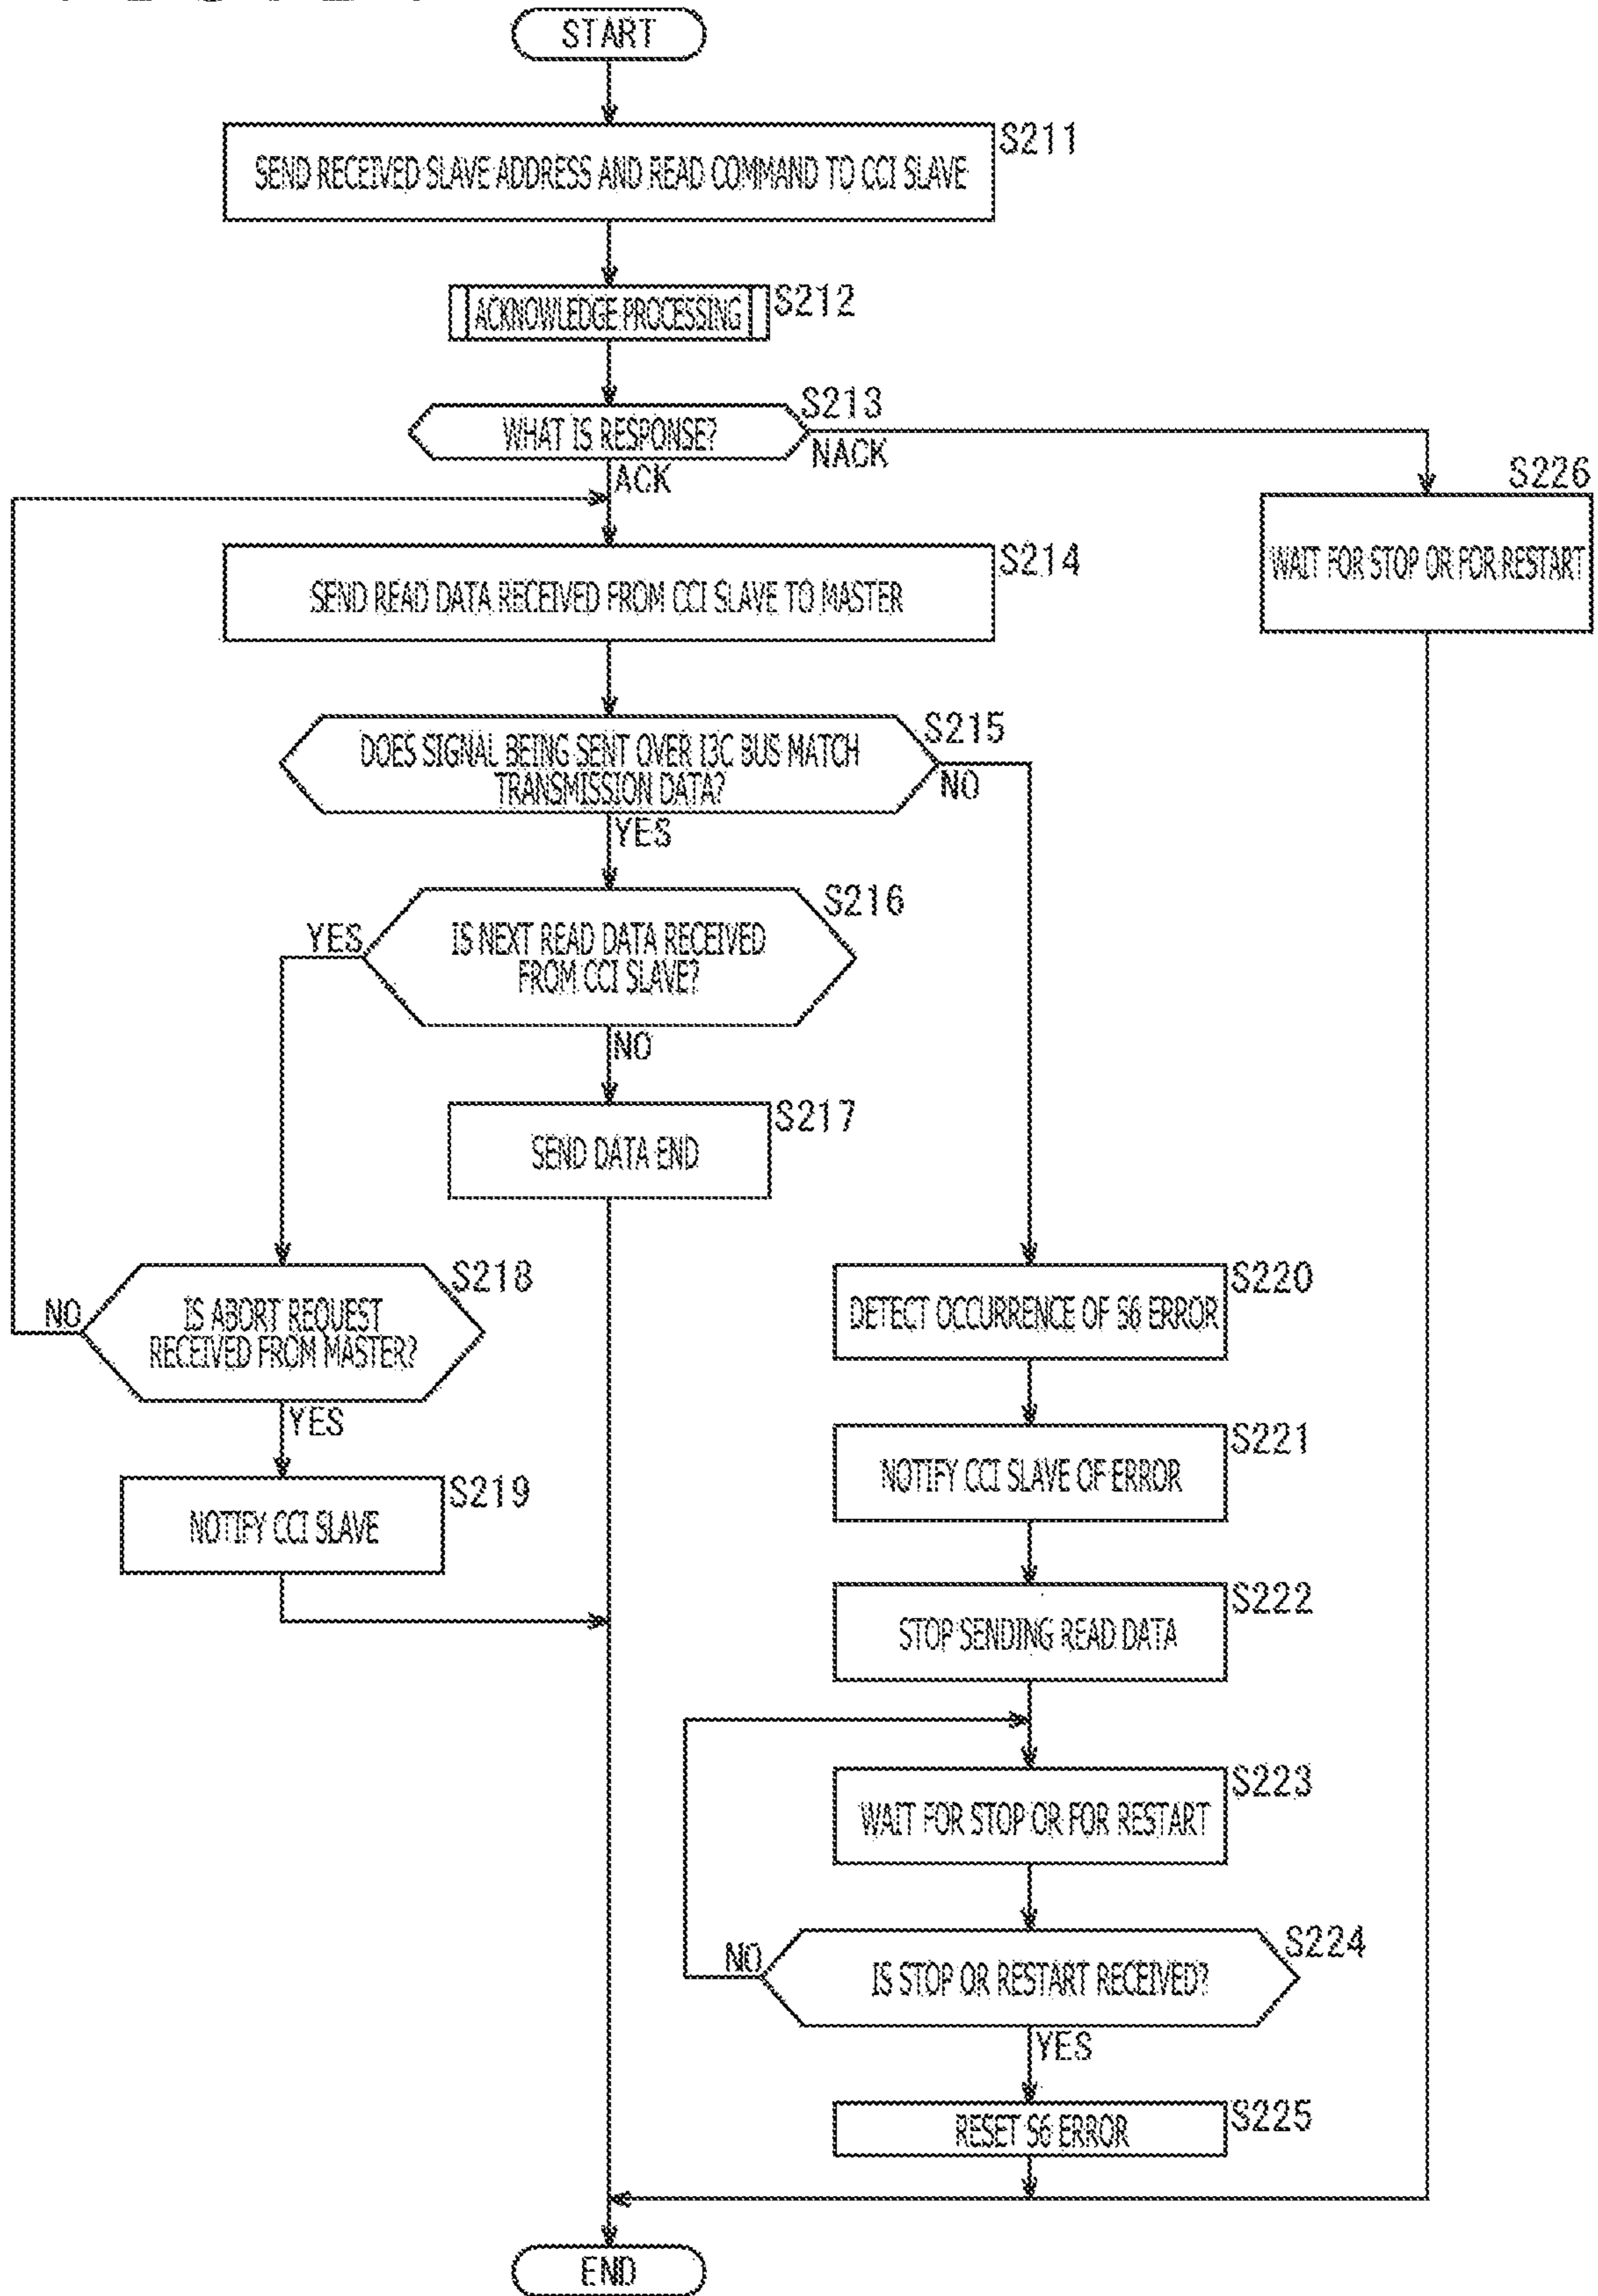 START
S211
SEND RECEIVED SLAVE ADDRESS AND READ COMMAND TO CCI SLAVE
S212
ACKNOWLEDGE PROCESSING
S213
WHAT IS RESPONSE?
NACK
ACK
S226
WAIT FOR STOP OR FOR RESTART
S214
SEND READ DATA RECEIVED FROM CCI SLAVE TO MASTER
S215
DOES SIGNAL BEING SENT OVER I3C BUS MATCH
TRANSMISSION DATA?
NO
YES
S216
YES
IS NEXT READ DATA RECEIVED
FROM CCI SLAVE?
NO
S217
SEND DATA END
S218
NO
IS ABORT REQUEST
RECEIVED FROM MASTER?
YES
S219
NOTIFY CCI SLAVE
S220
DETECT OCCURRENCE OF S6 ERROR
S221
NOTIFY CCI SLAVE OF ERROR
S222
STOP SENDING READ DATA
S223
WAIT FOR STOP OR FOR RESTART
S224
NO
IS STOP OR RESTART RECEIVED?
YES
S225
RESET S6 ERROR
END